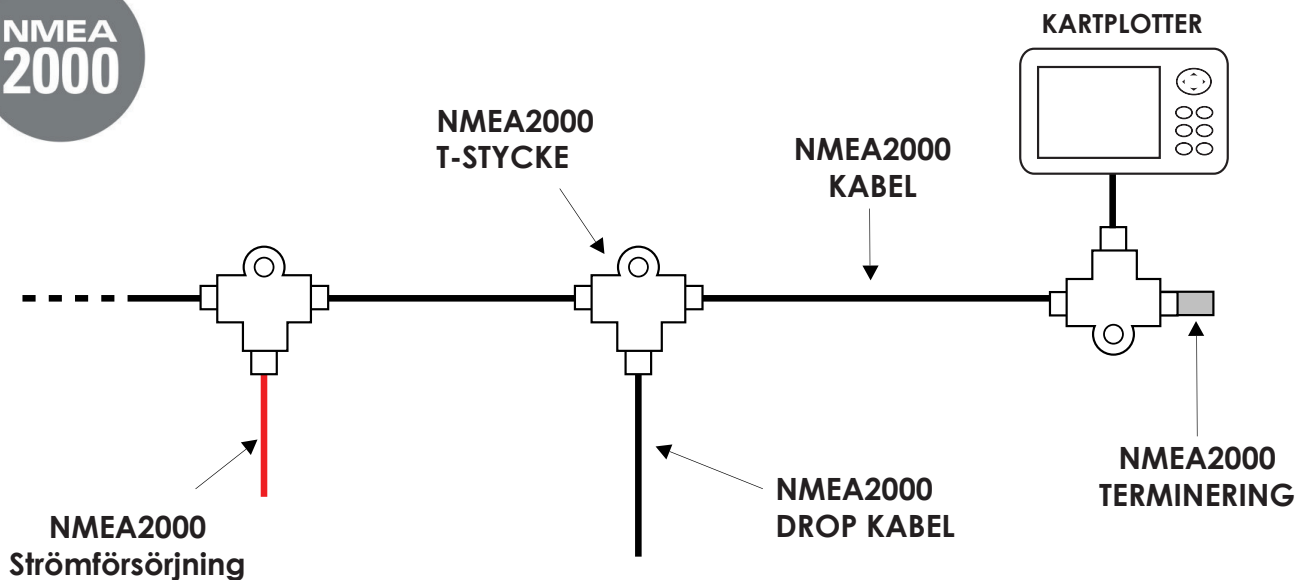 NMEA
2000
KARTPLOTTER
NMEA2000
T-STYCKE
NMEA2000
KABEL
NMEA2000
TERMINERING
NMEA2000
DROP KABEL
NMEA2000
Strömförsörjning